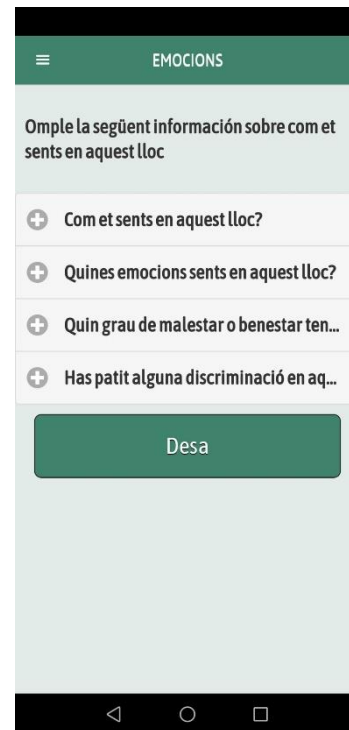 EMOCIONS
Omple la següent información sobre com et
sents en aquest lloc
Com et sents en aquest lloc?
Quines emocions sents en aquest lloc?
Quin grau de malestar o benestar ten...
Has patit alguna discriminació en aq...
Desa